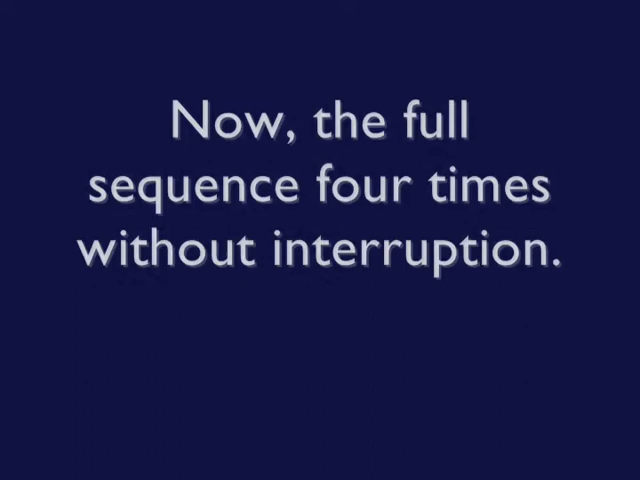 Now, the full
sequence four times
without interruption.